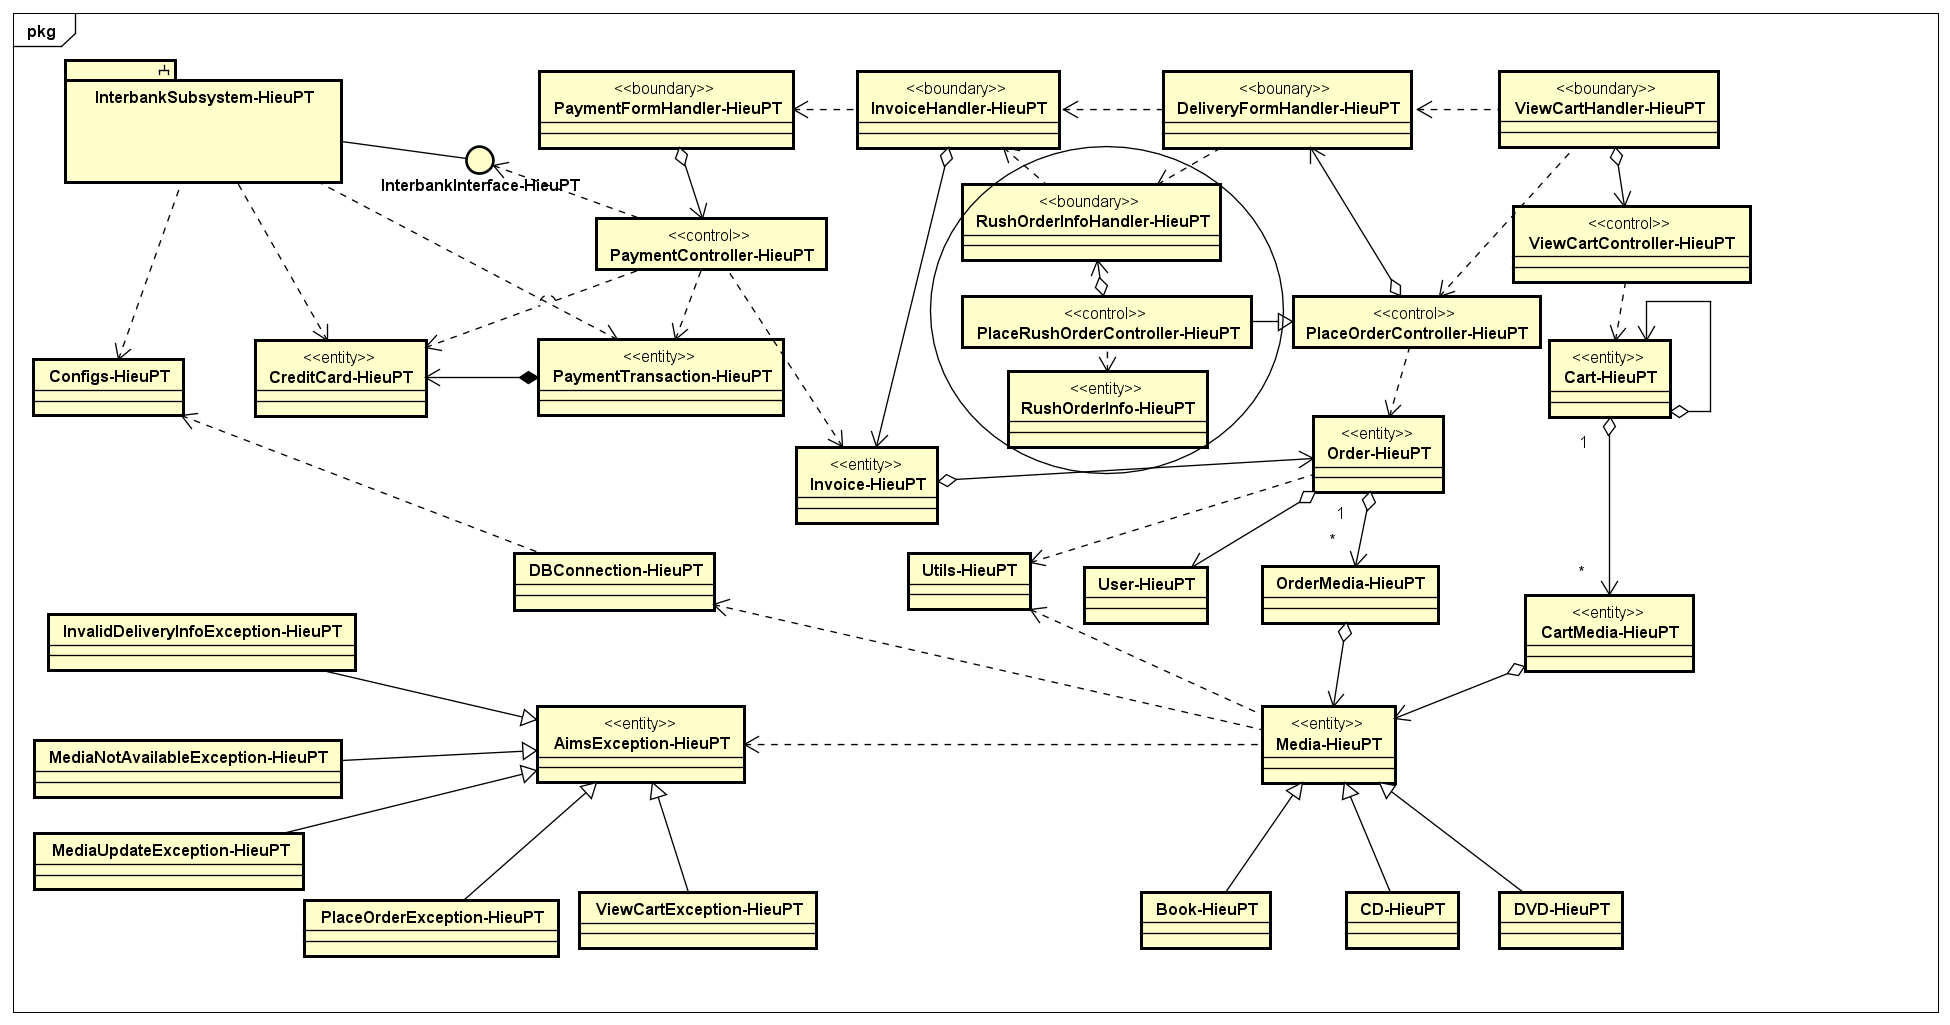 pkg
InterbankSubsystem-HieuPT
<<boundary>>
PaymentFormHandler-HieuPT
<<boundary>>
InvoiceHandler-HieuPT
<<bounary>>
DeliveryFormHandler-HieuPT
<<boundary>>
ViewCartHandler-HieuPT
InterbankInterface-HieuPT
<<boundary>>
RushOrderInfoHandler-HieuPT
<<control>>
PaymentController-HieuPT
<<control>>
ViewCartController-HieuPT
<<control>>
PlaceRushOrderController-HieuPT
<<control>>
PlaceOrderController-HieuPT
Configs-HieuPT
<<entity>>
CreditCard-HieuPT
<<entity>>
PaymentTransaction-HieuPT
<<entity>>
RushOrderInfo-HieuPT
<<entity>>
Cart-HieuPT
<<entity>>
Invoice-HieuPT
<<entity>>
Order-HieuPT
1
1
*
*
DBConnection-HieuPT
Utils-HieuPT
User-HieuPT
OrderMedia-HieuPT
<<entity>>
CartMedia-HieuPT
InvalidDeliveryInfoException-HieuPT
<<entity>>
AimsException-HieuPT
<<entity>>
Media-HieuPT
MediaNotAvailableException-HieuPT
MediaUpdateException-HieuPT
PlaceOrderException-HieuPT
ViewCartException-HieuPT
Book-HieuPT
CD-HieuPT
DVD-HieuPT